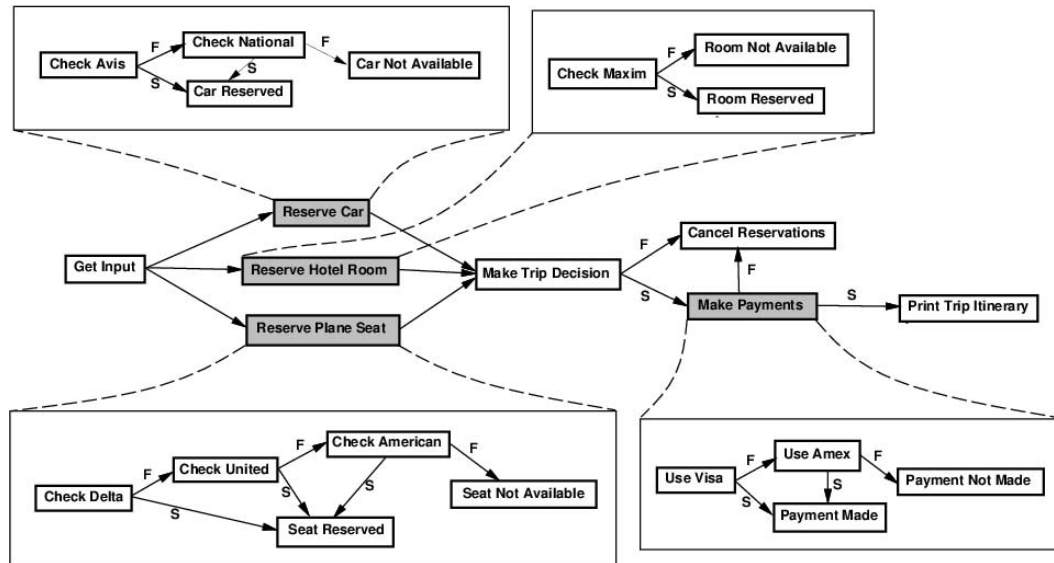 Check Avis
F
Check National
F
S
S
Car Not Available
Car Reserved
Check Maxim
F
Room Not Available
S
Room Reserved
Reserve Car
Get Input
Reserve Hotel Room
Reserve Plane Seat
Make Trip Decision
F
Cancel Reservations
F
S
Make Payments
S
Print Trip Itinerary
Check Delta
F
Check United
F
Check American
F
S
S
S
Seat Not Available
Seat Reserved
Use Visa
F
Use Amex
F
S
S
Payment Not Made
Payment Made